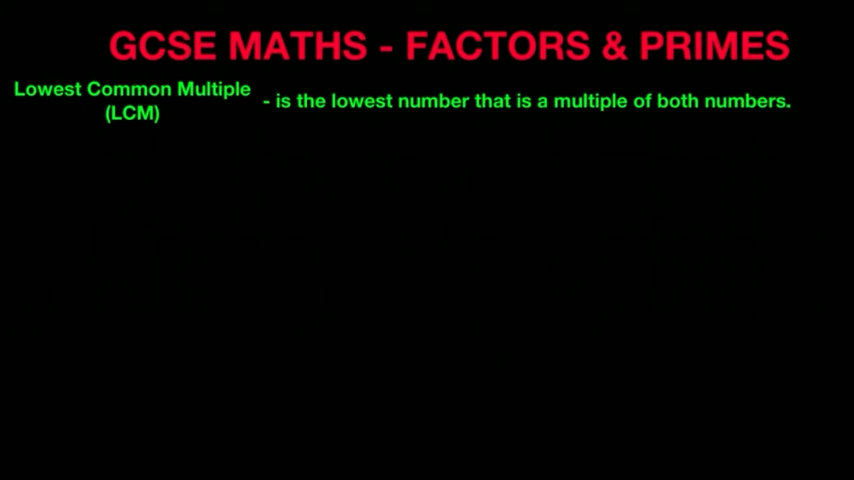 GCSE MATHS - FACTORS & PRIMES
Lowest Common Multiple
(LCM)
- is the lowest number that is a multiple of both numbers.